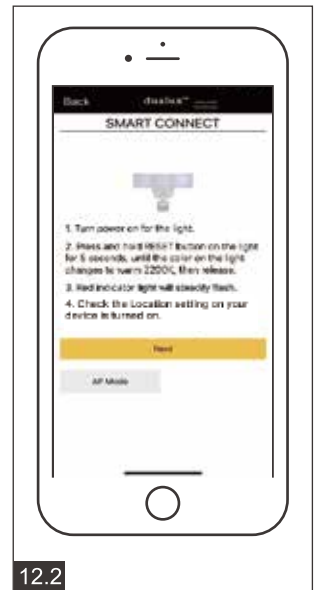 Back
SMART CONNECT
1. Turn power on for the light.
2. Press and hold RESET button on the light
for 5 seconds, until the color on the light
changes to warm 2200K, then release.
3. Red indicator light will steadily flash.
4. Check the Location setting on your
device is turned on.
Next
AP Mode
12.2